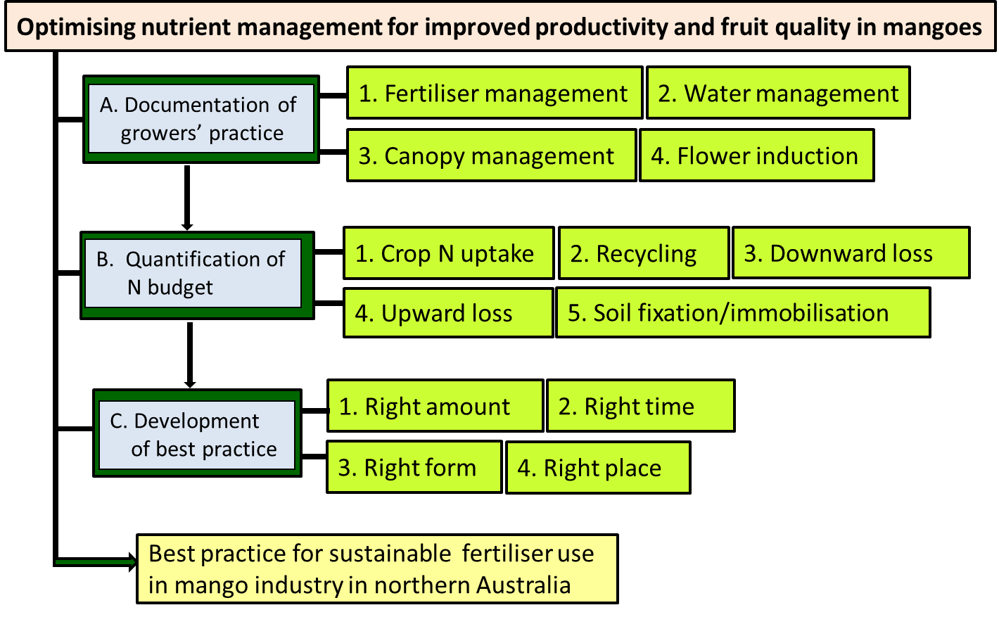 Optimising nutrient management for improved productivity and fruit quality in mangoes
A. Documentation of
growers’ practice
1. Fertiliser management
2. Water management
3. Canopy management
4. Flower induction
B. Quantification of
N budget
1. Crop N uptake
2. Recycling
3. Downward loss
4. Upward loss
5. Soil fixation/immobilisation
C. Development
of best practice
1. Right amount
2. Right time
3. Right form
4. Right place
Best practice for sustainable fertiliser use
in mango industry in northern Australia